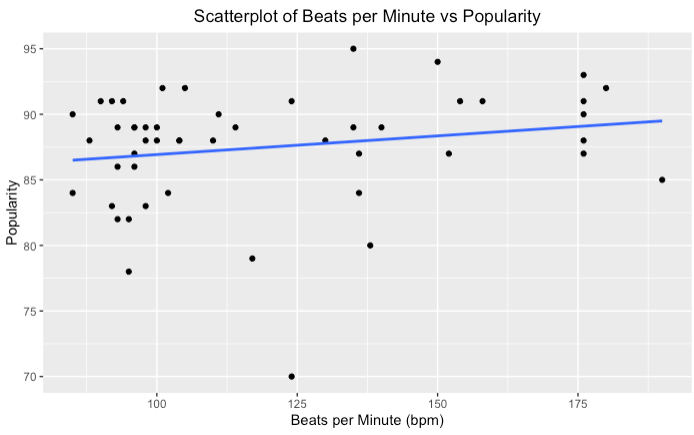 Scatterplot of Beats per Minute vs Popularity
95
90
85
80
75
70
Popularity
100 125 150 175
Beats per Minute (bpm)